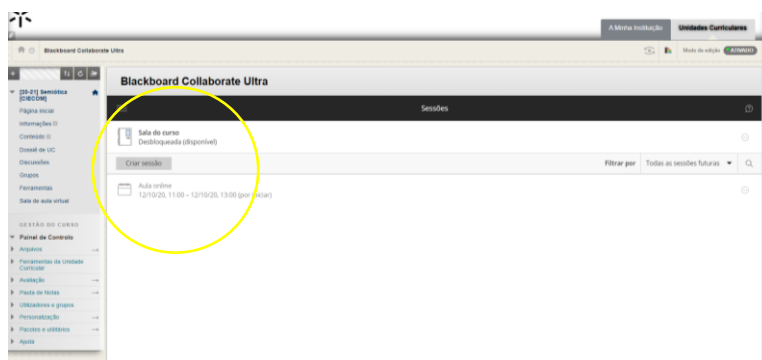 A Minha Instituição
Unidades Curriculares
Blackboard Collaborate Ultra
Modo de edição ATIVADO
[20-21] Semiótica [CIECOM]
Página inicial
Informações
Conteúdo
Dossiê de UC
Discussões
Grupos
Ferramentas
Sala de aula virtual
GESTÃO DO CURSO
Painel de Controlo
Arquivos
Ferramentas da Unidade Curricular
Avaliação
Pauta de Notas
Utilizadores e grupos
Personalização
Pacotes e utilitários
Ajuda
Blackboard Collaborate Ultra
Sessões
Sala do curso
Desbloqueada (disponível)
Criar sessão
Filtrar por Todas as sessões futuras
Aula online
12/10/20, 11:00 – 12/10/20, 13:00 (por iniciar)